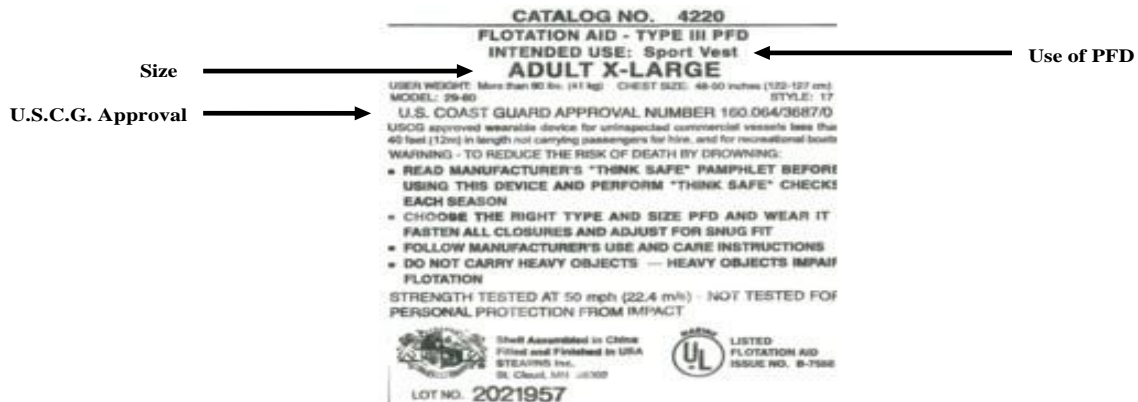 CATALOG NO. 4220
FLOTATION AID - TYPE III PFD
INTENDED USE: Sport Vest
Use of PFD
Size
ADULT X-LARGE
USER WEIGHT: More than 90 lbs. (41 kg) CHEST SIZE: 48-50 inches (122-127 cm)
MODEL: 29-60 STYLE: 17
U.S.C.G. Approval
U.S. COAST GUARD APPROVAL NUMBER 160.064/3687/0
USCG approved wearable device for uninspected commercial vessels less than
40 feet (12m) in length not carrying passengers for hire, and for recreational boats
WARNING - TO REDUCE THE RISK OF DEATH BY DROWNING:
• READ MANUFACTURER'S "THINK SAFE" PAMPHLET BEFORE
USING THIS DEVICE AND PERFORM "THINK SAFE" CHECKS
EACH SEASON
• CHOOSE THE RIGHT TYPE AND SIZE PFD AND WEAR IT
FASTEN ALL CLOSURES AND ADJUST FOR SNUG FIT
• FOLLOW MANUFACTURER'S USE AND CARE INSTRUCTIONS
• DO NOT CARRY HEAVY OBJECTS — HEAVY OBJECTS IMPAIR
FLOTATION
STRENGTH TESTED AT 50 mph (22.4 m/s) - NOT TESTED FOR
PERSONAL PROTECTION FROM IMPACT
Shell Assembled in China
Filled and Finished in USA
STEARNS Inc.
St. Cloud, MN
MARINE
UL
LISTED
FLOTATION AID
ISSUE NO.
LOT NO. 2021957